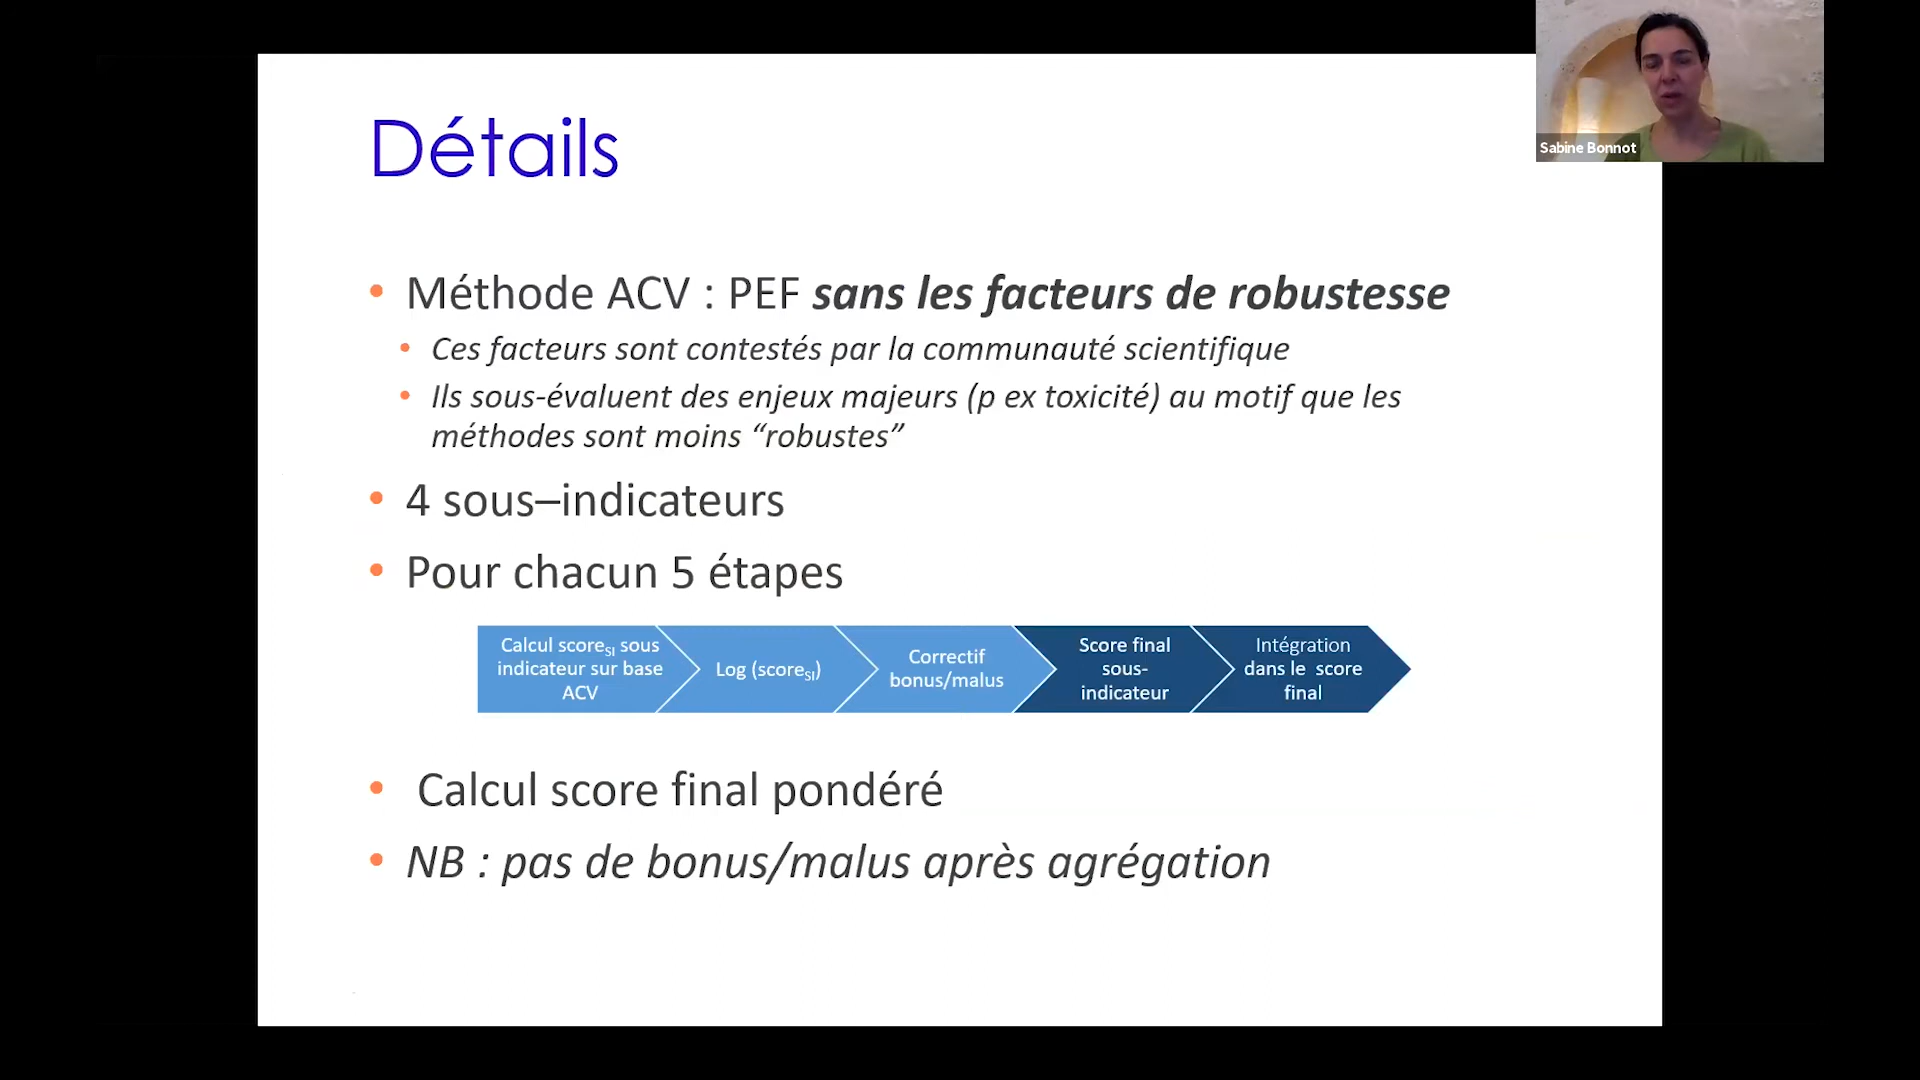 Sabine Bonnot
Détails
• Méthode ACV : PEF sans les facteurs de robustesse
• Ces facteurs sont contestés par la communauté scientifique
• Ils sous-évaluent des enjeux majeurs (p ex toxicité) au motif que les
méthodes sont moins “robustes”
• 4 sous–indicateurs
• Pour chacun 5 étapes
Calcul scoreSI sous
indicateur sur base
ACV
Log (scoreSI)
Correctif
bonus/malus
Score final
sous-
indicateur
Intégration
dans le score
final
• Calcul score final pondéré
• NB : pas de bonus/malus après agrégation